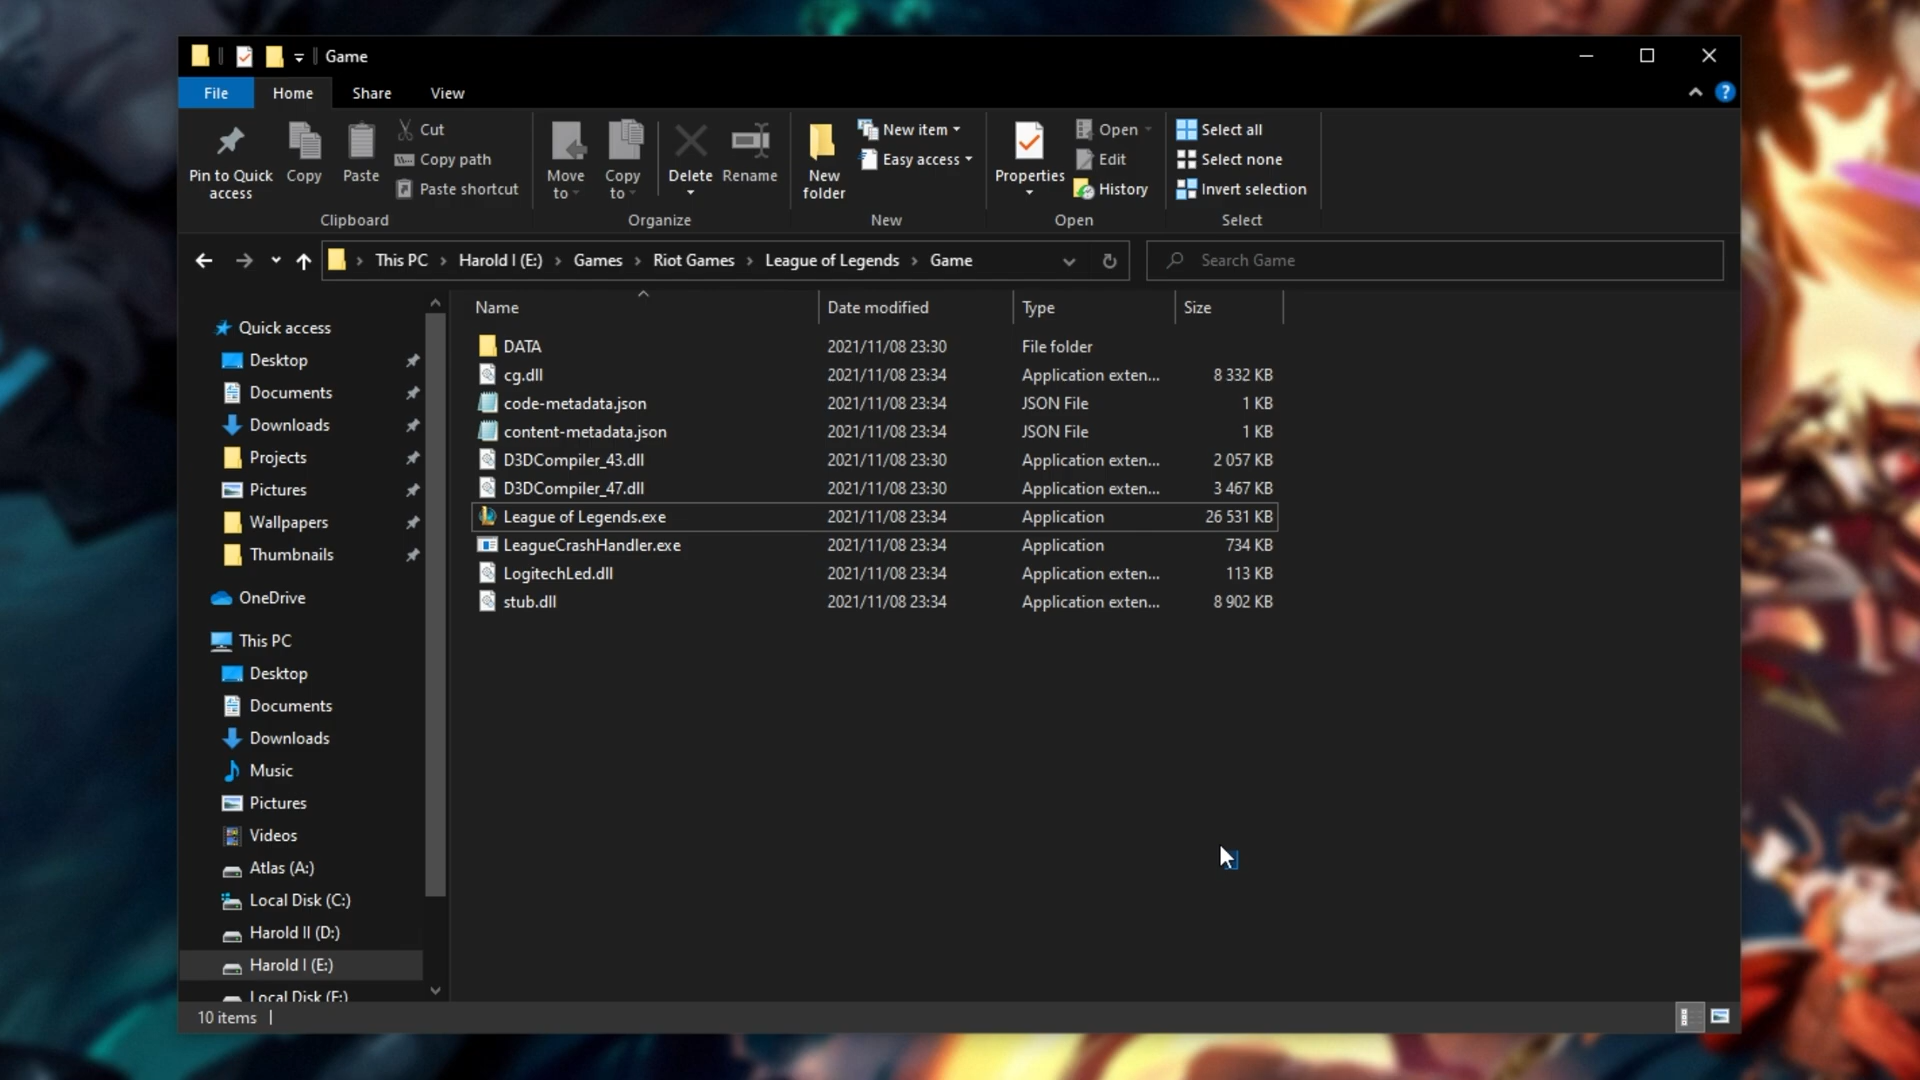 Game
File Home Share View
?
Pin to Quick access
Copy
Paste
Cut
Copy path
Paste shortcut
Clipboard
Move to
Copy to
Delete
Rename
Organize
New folder
New item
Easy access
New
Properties
Open
Edit
History
Open
Select all
Select none
Invert selection
Select
This PC > Harold I (E:) > Games > Riot Games > League of Legends > Game
Search Game
Name Date modified Type Size
DATA 2021/11/08 23:30 File folder
cg.dll 2021/11/08 23:34 Application exten... 8 332 KB
code-metadata.json 2021/11/08 23:34 JSON File 1 KB
content-metadata.json 2021/11/08 23:34 JSON File 1 KB
D3DCompiler_43.dll 2021/11/08 23:30 Application exten... 2 057 KB
D3DCompiler_47.dll 2021/11/08 23:30 Application exten... 3 467 KB
League of Legends.exe 2021/11/08 23:34 Application 26 531 KB
LeagueCrashHandler.exe 2021/11/08 23:34 Application 734 KB
LogitechLed.dll 2021/11/08 23:34 Application exten... 113 KB
stub.dll 2021/11/08 23:34 Application exten... 8 902 KB
Quick access
Desktop
Documents
Downloads
Projects
Pictures
Wallpapers
Thumbnails
OneDrive
This PC
Desktop
Documents
Downloads
Music
Pictures
Videos
Atlas (A:)
Local Disk (C:)
Harold II (D:)
Harold I (E:)
Local Disk (F:)
10 items